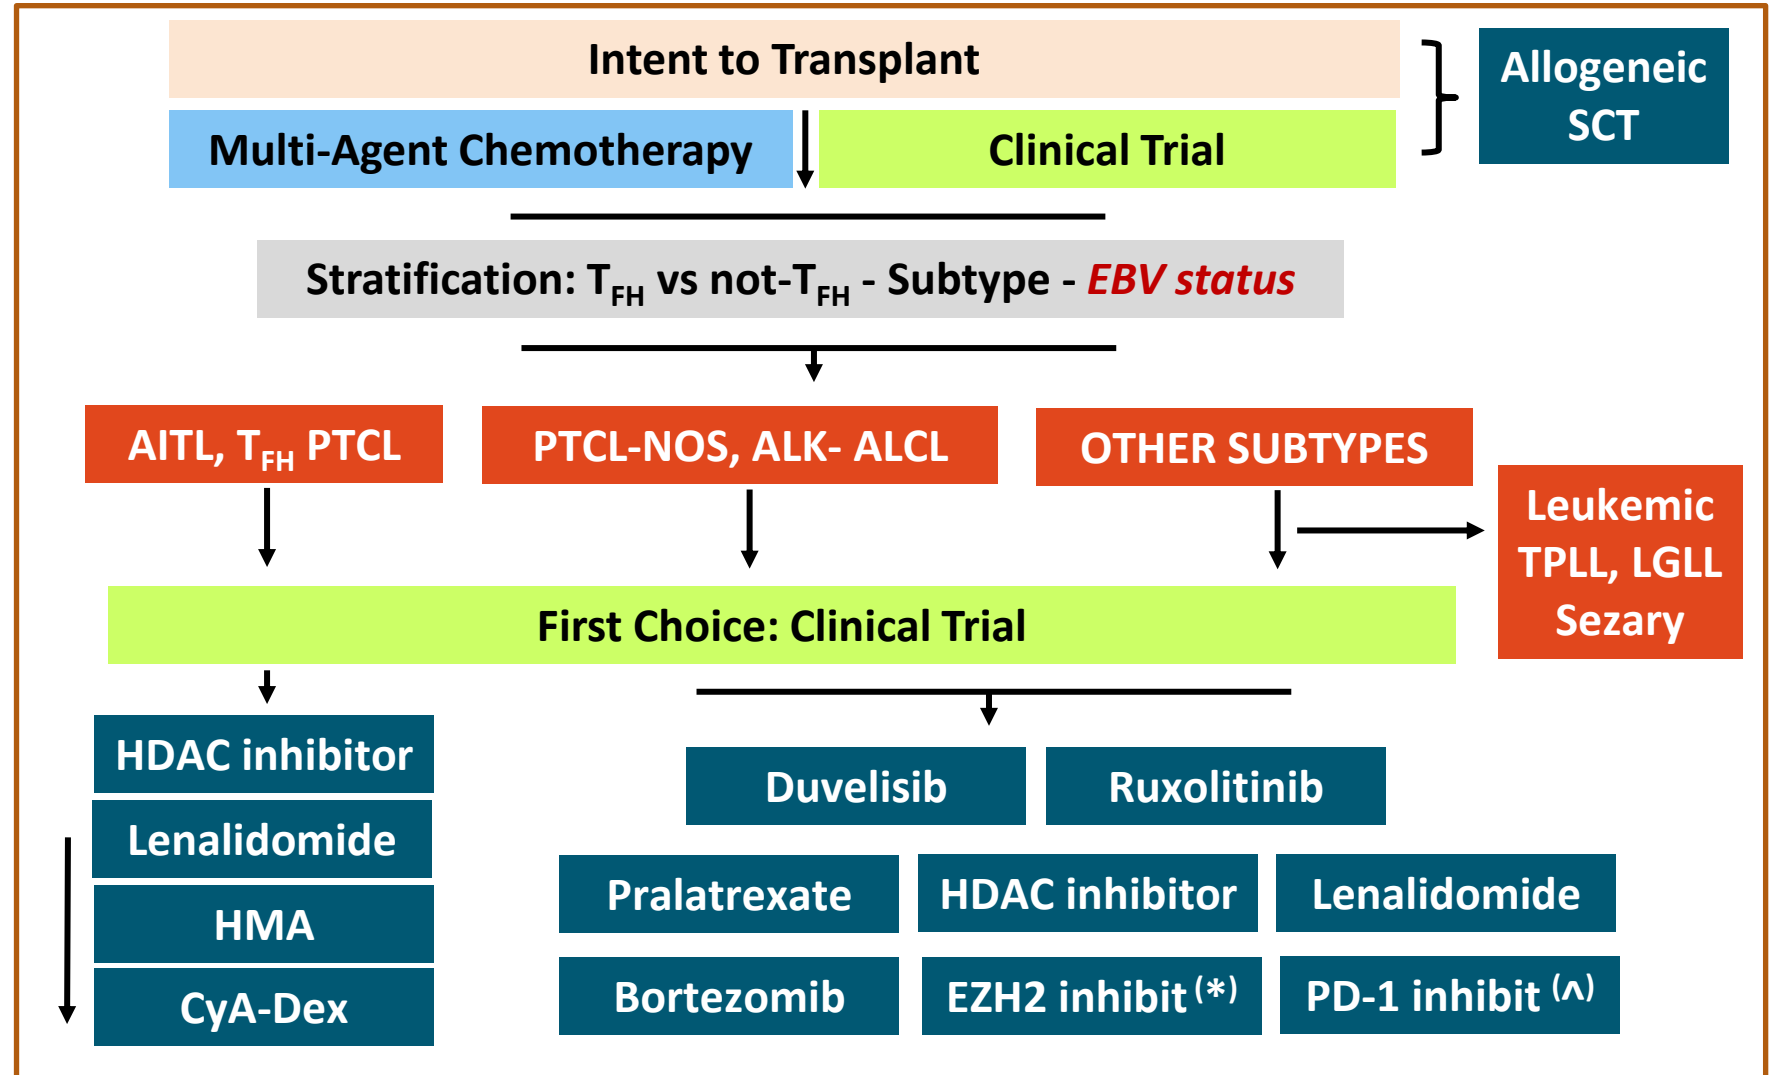 Intent to Transplant
Allogeneic
SCT
Multi-Agent Chemotherapy
Clinical Trial
Stratification: TFH vs not-TFH - Subtype - EBV status
AITL, TFH PTCL
PTCL-NOS, ALK- ALCL
OTHER SUBTYPES
Leukemic
TPLL, LGLL
Sezary
First Choice: Clinical Trial
HDAC inhibitor
Lenalidomide
HMA
CyA-Dex
Duvelisib
Ruxolitinib
Pralatrexate
HDAC inhibitor
Lenalidomide
Bortezomib
EZH2 inhibit (*)
PD-1 inhibit (^)